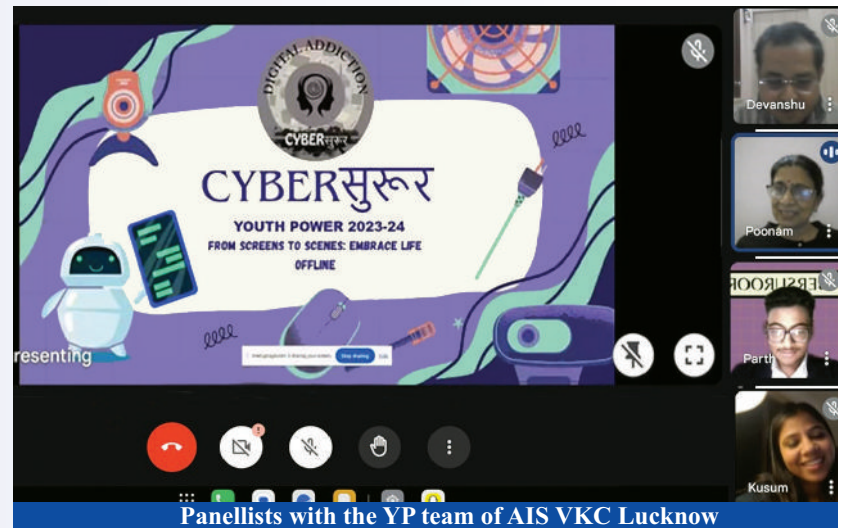 DIGITAL ADDICTION
CYBERसुरूर
CYBERसुरूर
YOUTH POWER 2023-24
FROM SCREENS TO SCENES: EMBRACE LIFE
OFFLINE
resenting
Stop sharing
Devanshu
Poonam
Parth
Kusum
Panellists with the YP team of AIS VKC Lucknow